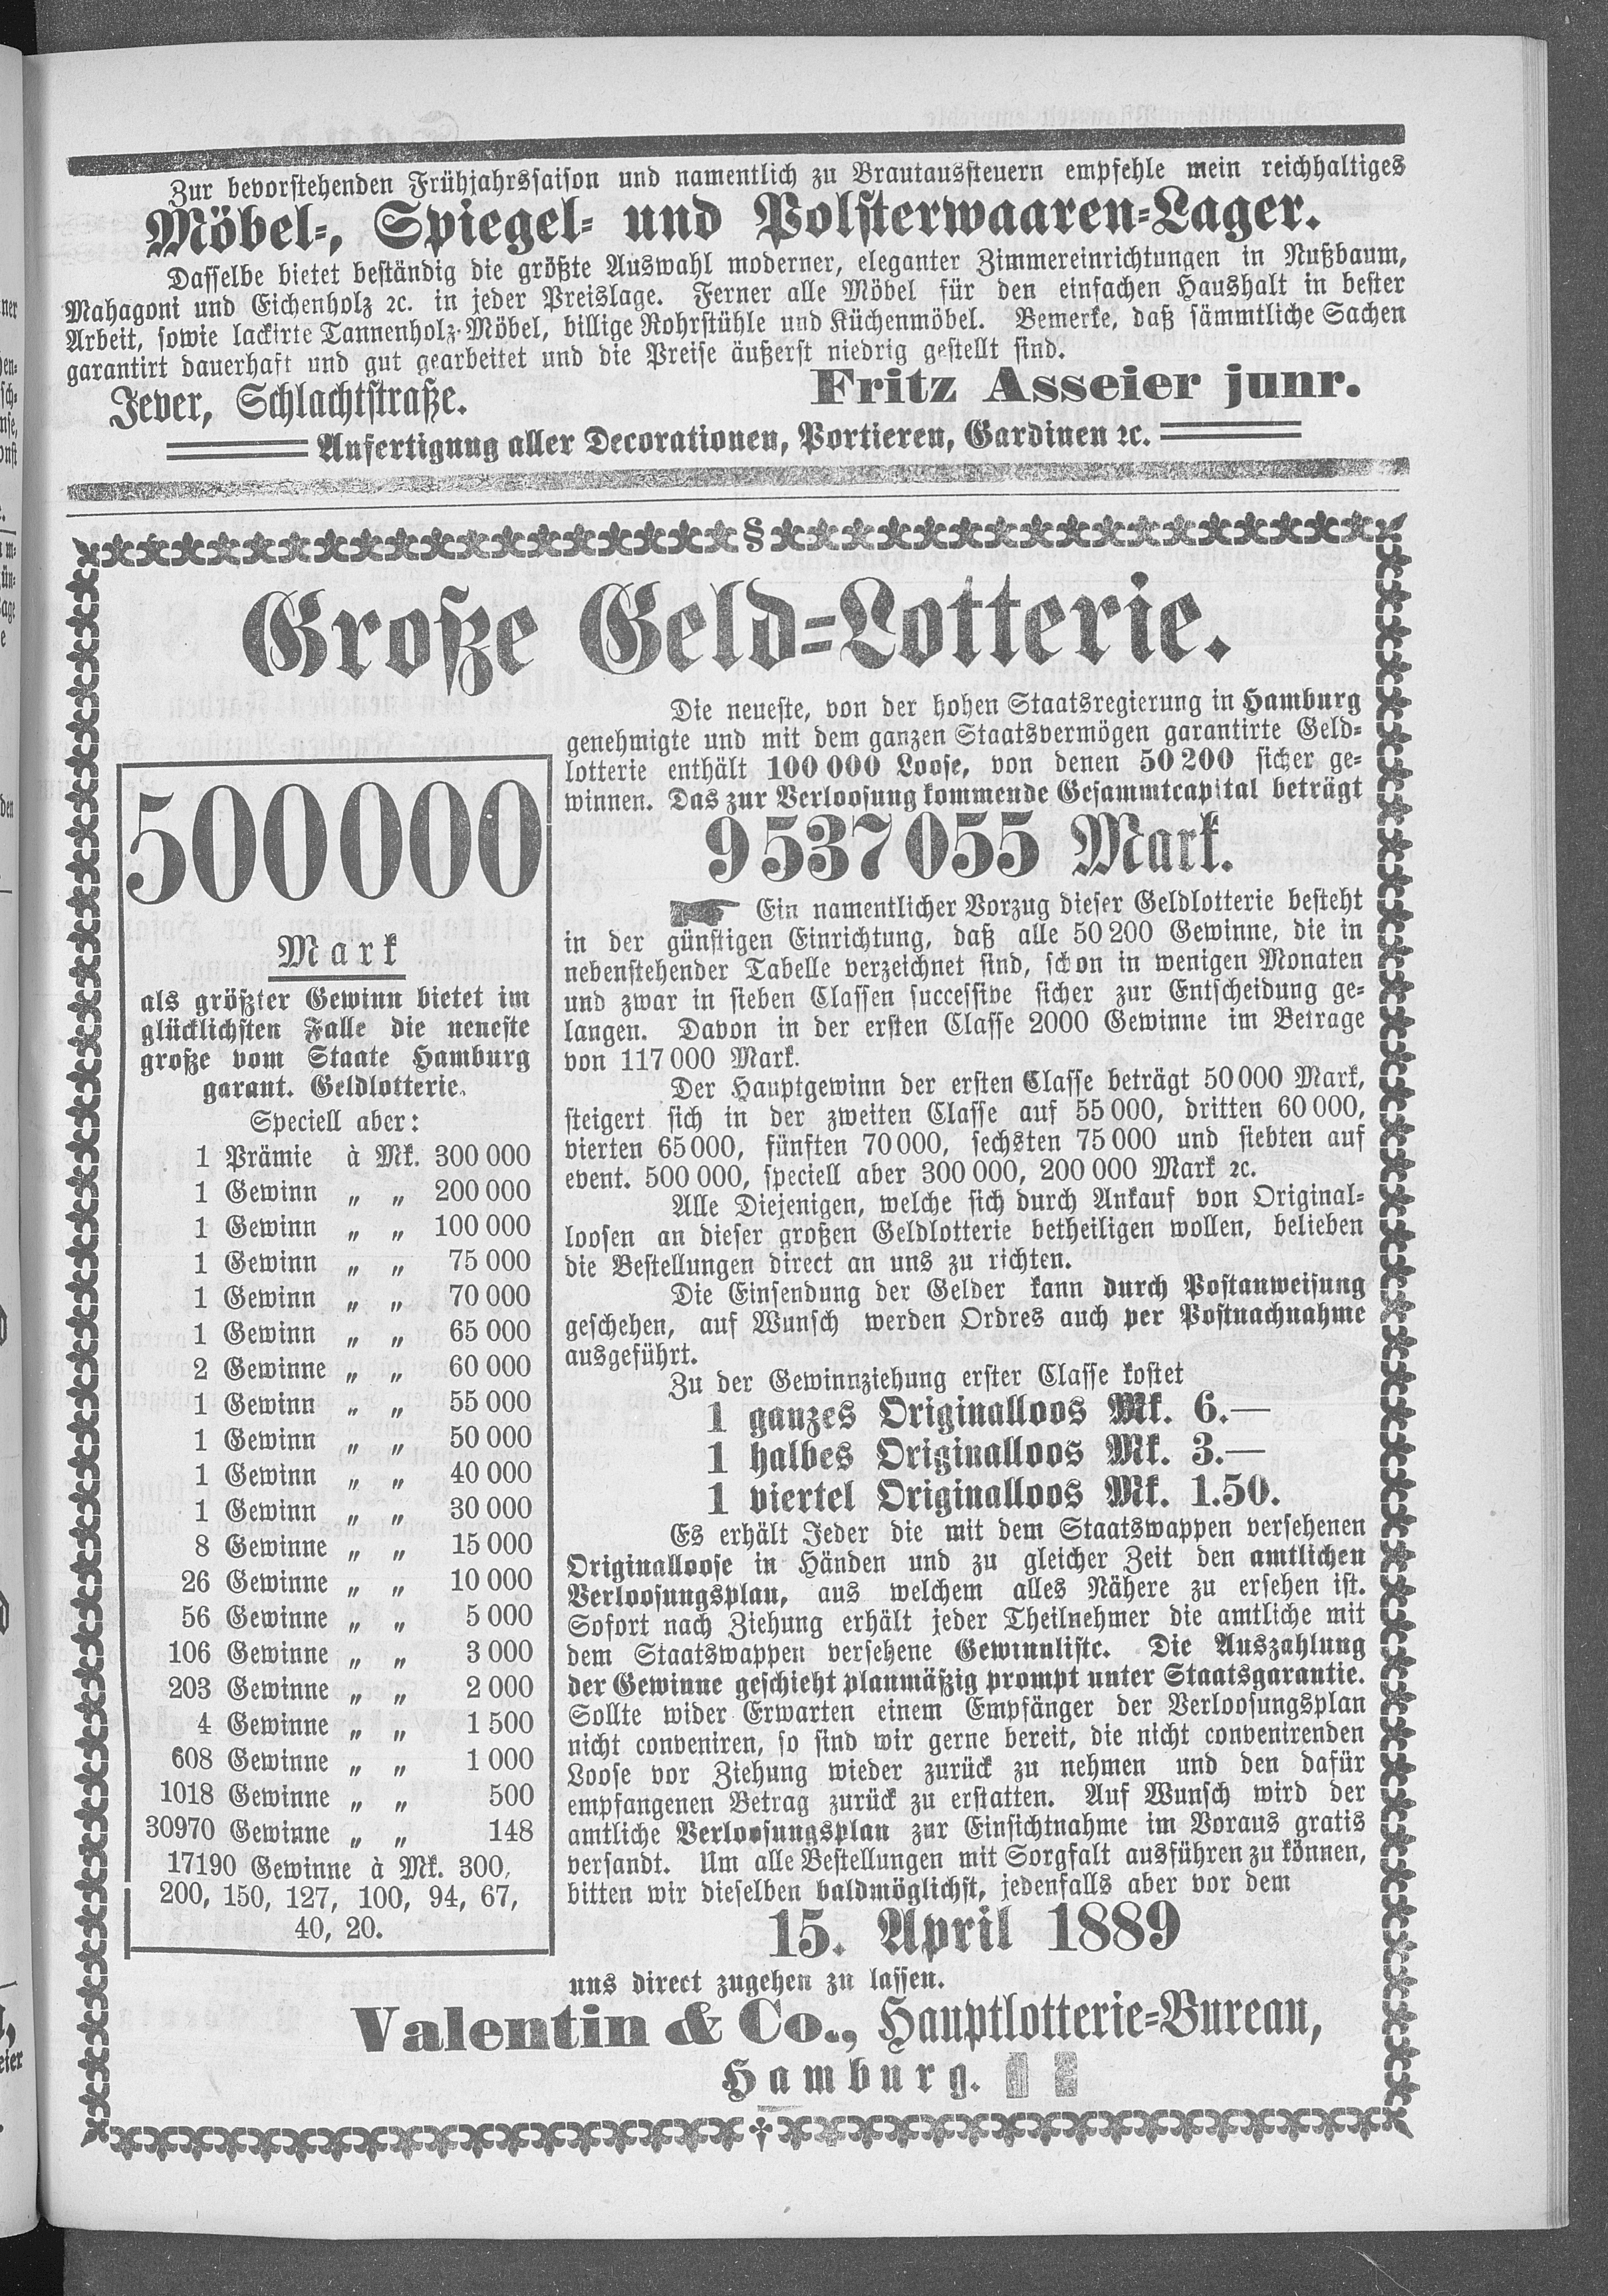 Zur bevorstehenden Frühjahrssaison und namentlich zu Brautaussteuern empfehle mein reichhaltiges
Möbel-, Spiegel- und Polsterwaaren-Lager.
Dasselbe bietet beständig die größte Auswahl moderner, eleganter Zimmereinrichtungen in Nußbaum,
Mahagoni und Eichenholz ꝛc. in jeder Preislage. Ferner alle Möbel für den einfachen Haushalt in bester
Arbeit, sowie lackirte Tannenholz-Möbel, billige Rohrstühle und Küchenmöbel. Bemerke, daß sämmtliche Sachen
garantirt dauerhaft und gut gearbeitet und die Preise äußerst niedrig gestellt sind.
Jever, Schlachtstraße. Fritz Asseier junr.
Anfertigung aller Decorationen, Portieren, Gardinen ꝛc.
Große Geld-Lotterie.
500 000
Mark
als größter Gewinn bietet im
glücklichsten Falle die neueste
große vom Staate Hamburg
garant. Geldlotterie.
Speciell aber:
1 Prämie à Mk. 300 000
1 Gewinn „ „ 200 000
1 Gewinn „ „ 100 000
1 Gewinn „ „ 75 000
1 Gewinn „ „ 70 000
1 Gewinn „ „ 65 000
2 Gewinne „ „ 60 000
1 Gewinn „ „ 55 000
1 Gewinn „ „ 50 000
1 Gewinn „ „ 40 000
1 Gewinn „ „ 30 000
8 Gewinne „ „ 15 000
26 Gewinne „ „ 10 000
56 Gewinne „ „ 5 000
106 Gewinne „ „ 3 000
203 Gewinne „ „ 2 000
4 Gewinne „ „ 1 500
608 Gewinne „ „ 1 000
1018 Gewinne „ „ 500
30970 Gewinne „ „ 148
17190 Gewinne à Mk. 300,
200, 150, 127, 100, 94, 67,
40, 20.
Die neueste, von der hohen Staatsregierung in Hamburg
genehmigte und mit dem ganzen Staatsvermögen garantirte Geld-
lotterie enthält 100 000 Loose, von denen 50 200 sicher ge-
winnen. Das zur Verloosung kommende Gesammtcapital beträgt
9 537 055 Mark.
Ein namentlicher Vorzug dieser Geldlotterie besteht
in der günstigen Einrichtung, daß alle 50 200 Gewinne, die in
nebenstehender Tabelle verzeichnet sind, schon in wenigen Monaten
und zwar in sieben Classen successive sicher zur Entscheidung ge-
langen. Davon in der ersten Classe 2000 Gewinne im Betrage
von 117 000 Mark.
Der Hauptgewinn der ersten Classe beträgt 50 000 Mark,
steigert sich in der zweiten Classe auf 55 000, dritten 60 000,
vierten 65 000, fünften 70 000, sechsten 75 000 und siebten auf
event. 500 000, speciell aber 300 000, 200 000 Mark ꝛc.
Alle Diejenigen, welche sich durch Ankauf von Original-
loosen an dieser großen Geldlotterie betheiligen wollen, belieben
die Bestellungen direct an uns zu richten.
Die Einsendung der Gelder kann durch Postanweisung
geschehen, auf Wunsch werden Ordres auch per Postnachnahme
ausgeführt.
Zu der Gewinnziehung erster Classe kostet
1 ganzes Originalloos Mk. 6.—
1 halbes Originalloos Mk. 3.—
1 viertel Originalloos Mk. 1.50.
Es erhält Jeder die mit dem Staatswappen versehenen
Originalloose in Händen und zu gleicher Zeit den amtlichen
Verloosungsplan, aus welchem alles Nähere zu ersehen ist.
Sofort nach Ziehung erhält jeder Theilnehmer die amtliche mit
dem Staatswappen versehene Gewinnliste. Die Auszahlung
der Gewinne geschieht planmäßig prompt unter Staatsgarantie.
Sollte wider Erwarten einem Empfänger der Verloosungsplan
nicht conveniren, so sind wir gerne bereit, die nicht convenirenden
Loose vor Ziehung wieder zurück zu nehmen und den dafür
empfangenen Betrag zurück zu erstatten. Auf Wunsch wird der
amtliche Verloosungsplan zur Einsichtnahme im Voraus gratis
versandt. Um alle Bestellungen mit Sorgfalt ausführen zu können,
bitten wir dieselben baldmöglichst, jedenfalls aber vor dem
15. April 1889
uns direct zugehen zu lassen.
Valentin & Co., Hauptlotterie-Bureau,
Hamburg.